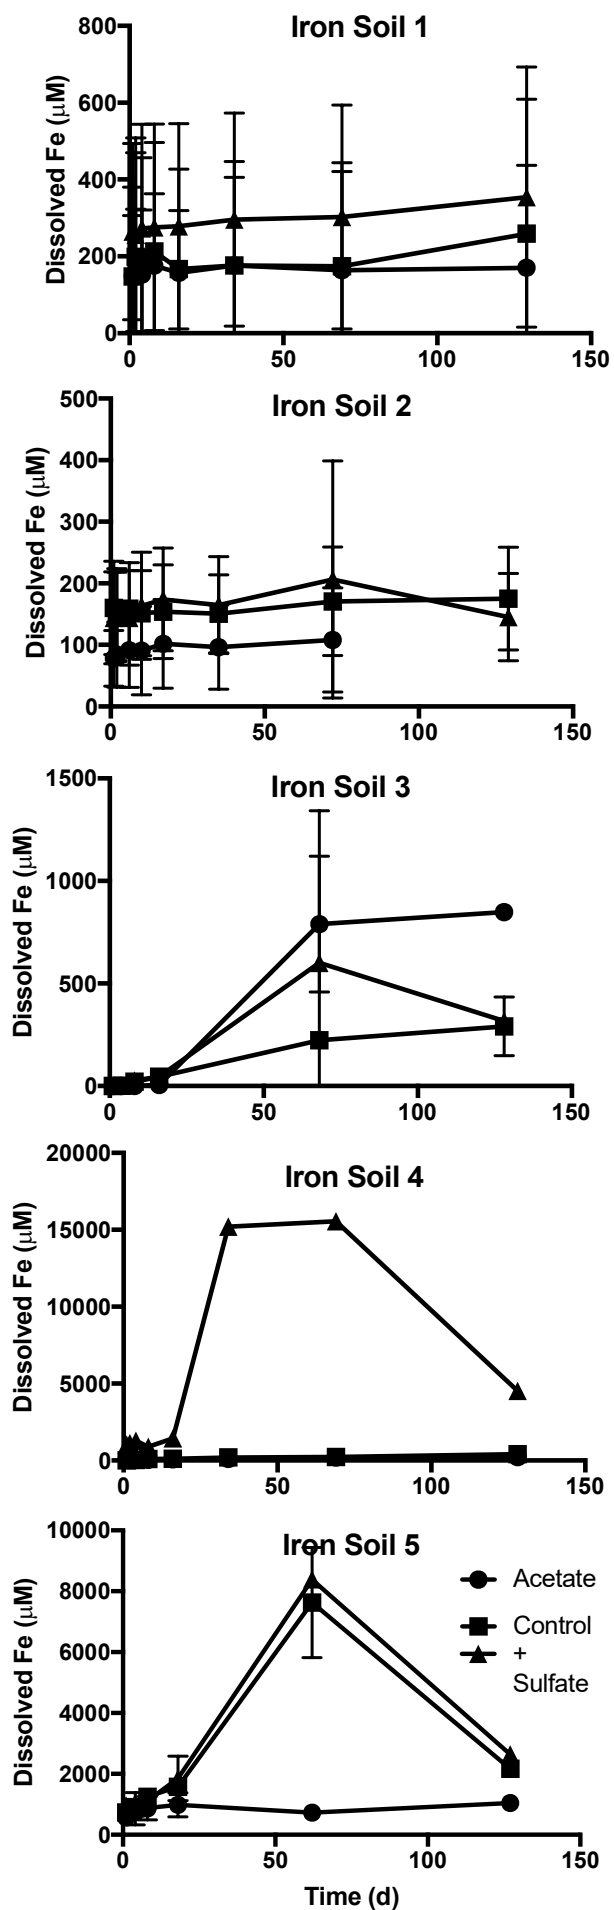 Iron Soil 1
800
600
400
200
0
Dissolved Fe (μM)
0 50 100 150
Iron Soil 2
500
400
300
200
100
0
Dissolved Fe (μM)
0 50 100 150
Iron Soil 3
1500
1000
500
0
Dissolved Fe (μM)
0 50 100 150
Iron Soil 4
20000
15000
10000
5000
0
Dissolved Fe (μM)
0 50 100 150
Iron Soil 5
10000
8000
6000
4000
2000
0
Dissolved Fe (μM)
Acetate
Control
+
Sulfate
0 50 100 150
Time (d)